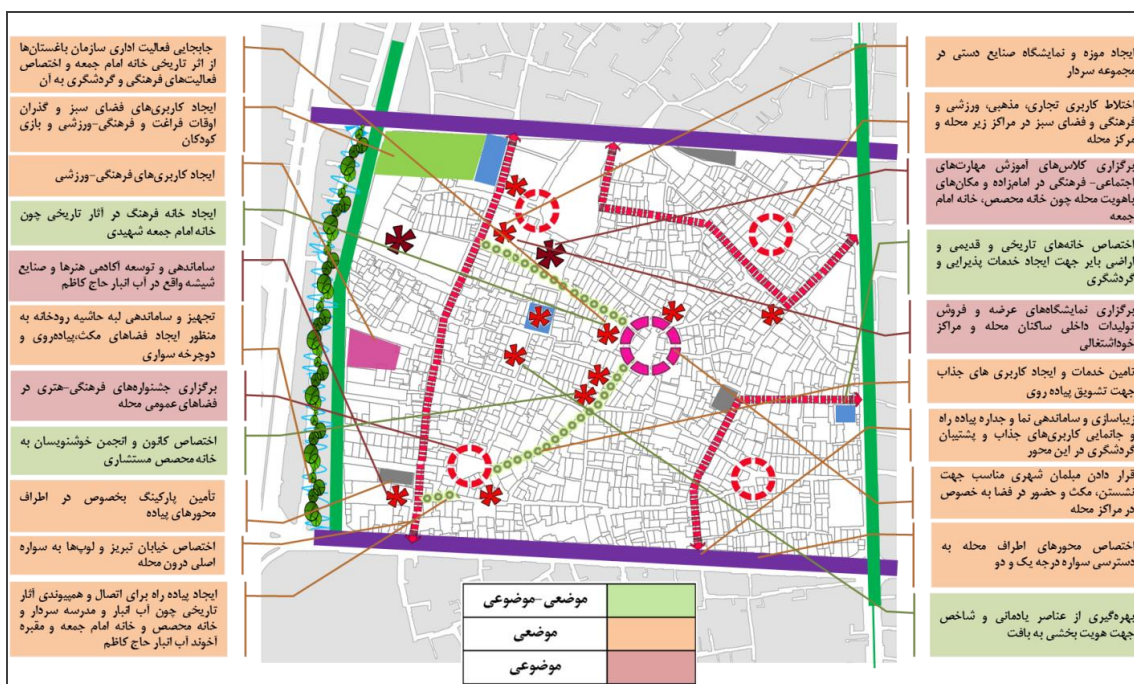 ایجاد موزه و نمایشگاه صنایع دستی در
مجموعه سردار
اختلاط کاربری تجاری، مذهبی، ورزشی و
فرهنگی و فضای سبز در مراکز زیر محله و
مرکز محله
برگزاری کلاس‌های آموزش مهارت‌های
اجتماعی- فرهنگی در امامزاده و مکان‌های
باهویت محله چون خانه محصص، خانه امام
جمعه
اختصاص خانه‌های تاریخی و قدیمی و
اراضی بایر جهت ایجاد خدمات پذیرایی و
گردشگری
برگزاری نمایشگاه‌های عرضه و فروش
تولیدات داخلی ساکنان محله و مراکز
خوداشتغالی
تامین خدمات و ایجاد کاربری های جذاب
جهت تشویق پیاده روی
زیباسازی و ساماندهی نما و جداره پیاده راه
و جانمایی کاربری‌های جذاب و پشتیبان
گردشگری در این محور
قرار دادن مبلمان شهری مناسب جهت
نشستن، مکث و حضور در فضا به خصوص
در مراکز محله
اختصاص محورهای اطراف محله به
دسترسی سواره درجه یک و دو
بهره‌گیری از عناصر یادمانی و شاخص
جهت هویت بخشی به بافت
جابجایی فعالیت اداری سازمان باغستان‌ها
از اثر تاریخی خانه امام جمعه و اختصاص
فعالیت‌های فرهنگی و گردشگری به آن
ایجاد کاربری‌های فضای سبز و گذران
اوقات فراغت و فرهنگی-ورزشی و بازی
کودکان
ایجاد کاربری‌های فرهنگی-ورزشی
ایجاد خانه فرهنگ در آثار تاریخی چون
خانه امام جمعه شهیدی
ساماندهی و توسعه آکادمی هنرها و صنایع
شیشه واقع در آب انبار حاج کاظم
تجهیز و ساماندهی لبه حاشیه رودخانه به
منظور ایجاد فضاهای مکث،پیاده‌روی و
دوچرخه سواری
برگزاری جشنواره‌های فرهنگی-هتری در
فضاهای عمومی محله
اختصاص کانون و انجمن خوشنویسان به
خانه محصص مستشاری
تأمین پارکینگ بخصوص در اطراف
محورهای پیاده
اختصاص خیابان تبریز و لوپ‌ها به سواره
اصلی درون محله
ایجاد پیاده راه برای اتصال و همپیوندی آثار
تاریخی چون آب انبار و مدرسه سردار و
خانه محصص و خانه امام جمعه و مقبره
آخوند آب انبار حاج کاظم
موضعی-موضوعی
موضعی
موضوعی